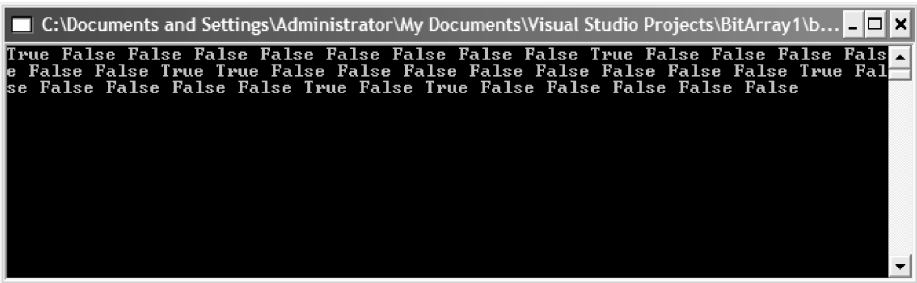 C:\Documents and Settings\Administrator\My Documents\Visual Studio Projects\BitArray1\b...
True False False False False False False False True False False False False Fals
e False False True True False False False False False False False False True Fal
se False False False False True False True False False False False False